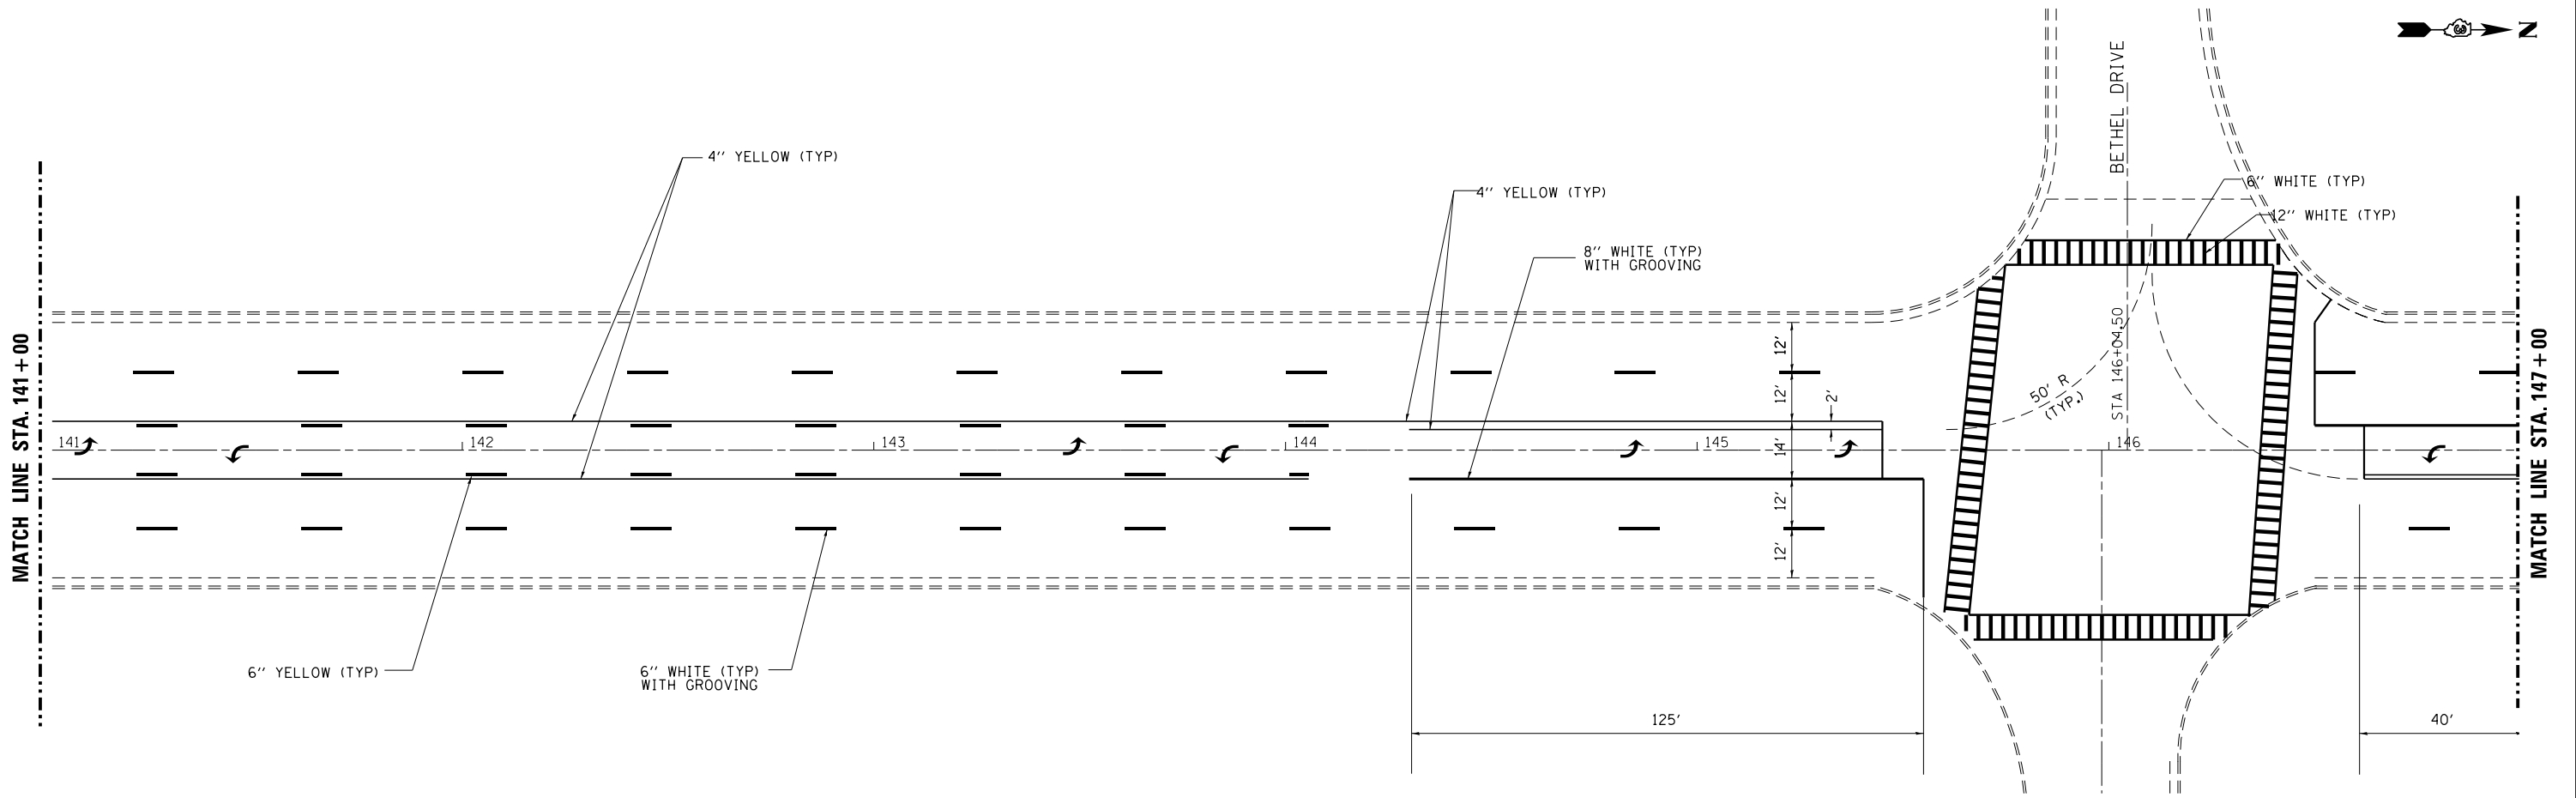 N
BETHEL DRIVE
4'' YELLOW (TYP)
4'' YELLOW (TYP)
6'' WHITE (TYP)
12'' WHITE (TYP)
8'' WHITE (TYP)
WITH GROOVING
MATCH LINE STA. 141+00
12'
12'
2'
14'
12'
12'
50' R
(TYP.)
STA 146+04.50
MATCH LINE STA. 147+00
141
142
143
144
145
146
6'' YELLOW (TYP)
6'' WHITE (TYP)
WITH GROOVING
125'
40'